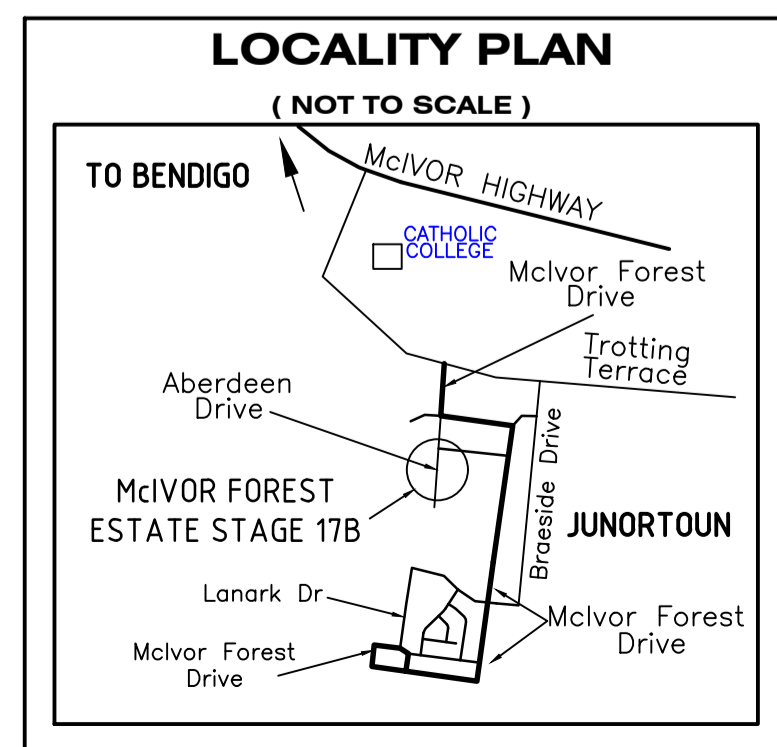 LOCALITY PLAN
( NOT TO SCALE )
TO BENDIGO
McIVOR HIGHWAY
CATHOLIC
COLLEGE
McIvor Forest
Drive
Trotting
Terrace
Aberdeen
Drive
Braeside Drive
McIVOR FOREST
ESTATE STAGE 17B
JUNORTOUN
Lanark Dr
McIvor Forest
Drive
McIvor Forest
Drive